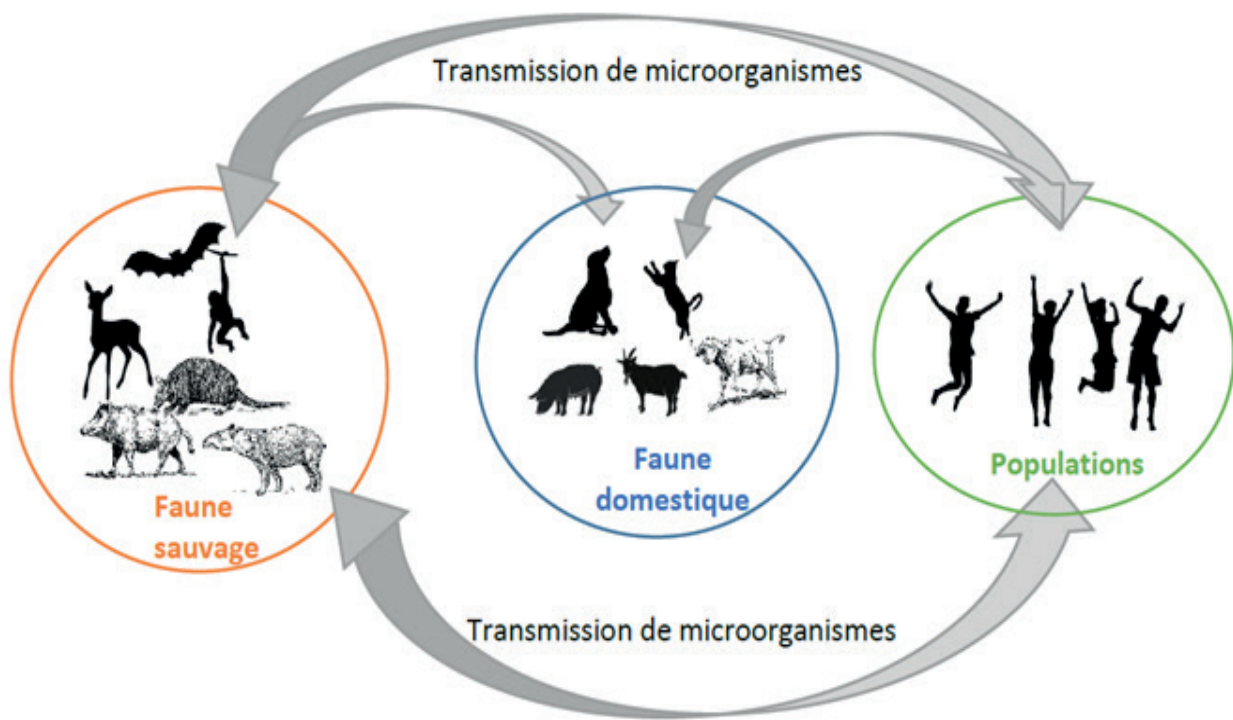 Transmission de microorganismes
Faune
sauvage
Faune
domestique
Populations
Transmission de microorganismes